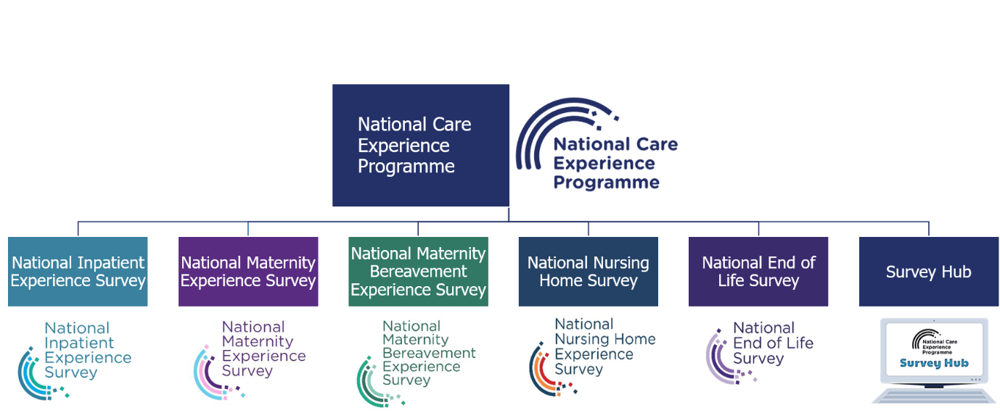 National Care
Experience
Programme
National Care
Experience
Programme
National Inpatient
Experience Survey
National Maternity
Experience Survey
National Maternity
Bereavement
Experience Survey
National Nursing
Home Survey
National End of
Life Survey
Survey Hub
National
Inpatient
Experience
Survey
National
Maternity
Experience
Survey
National
Maternity
Bereavement
Experience
Survey
National
Nursing Home
Experience
Survey
National
End of Life
Survey
National Care
Experience
Programme
Survey Hub